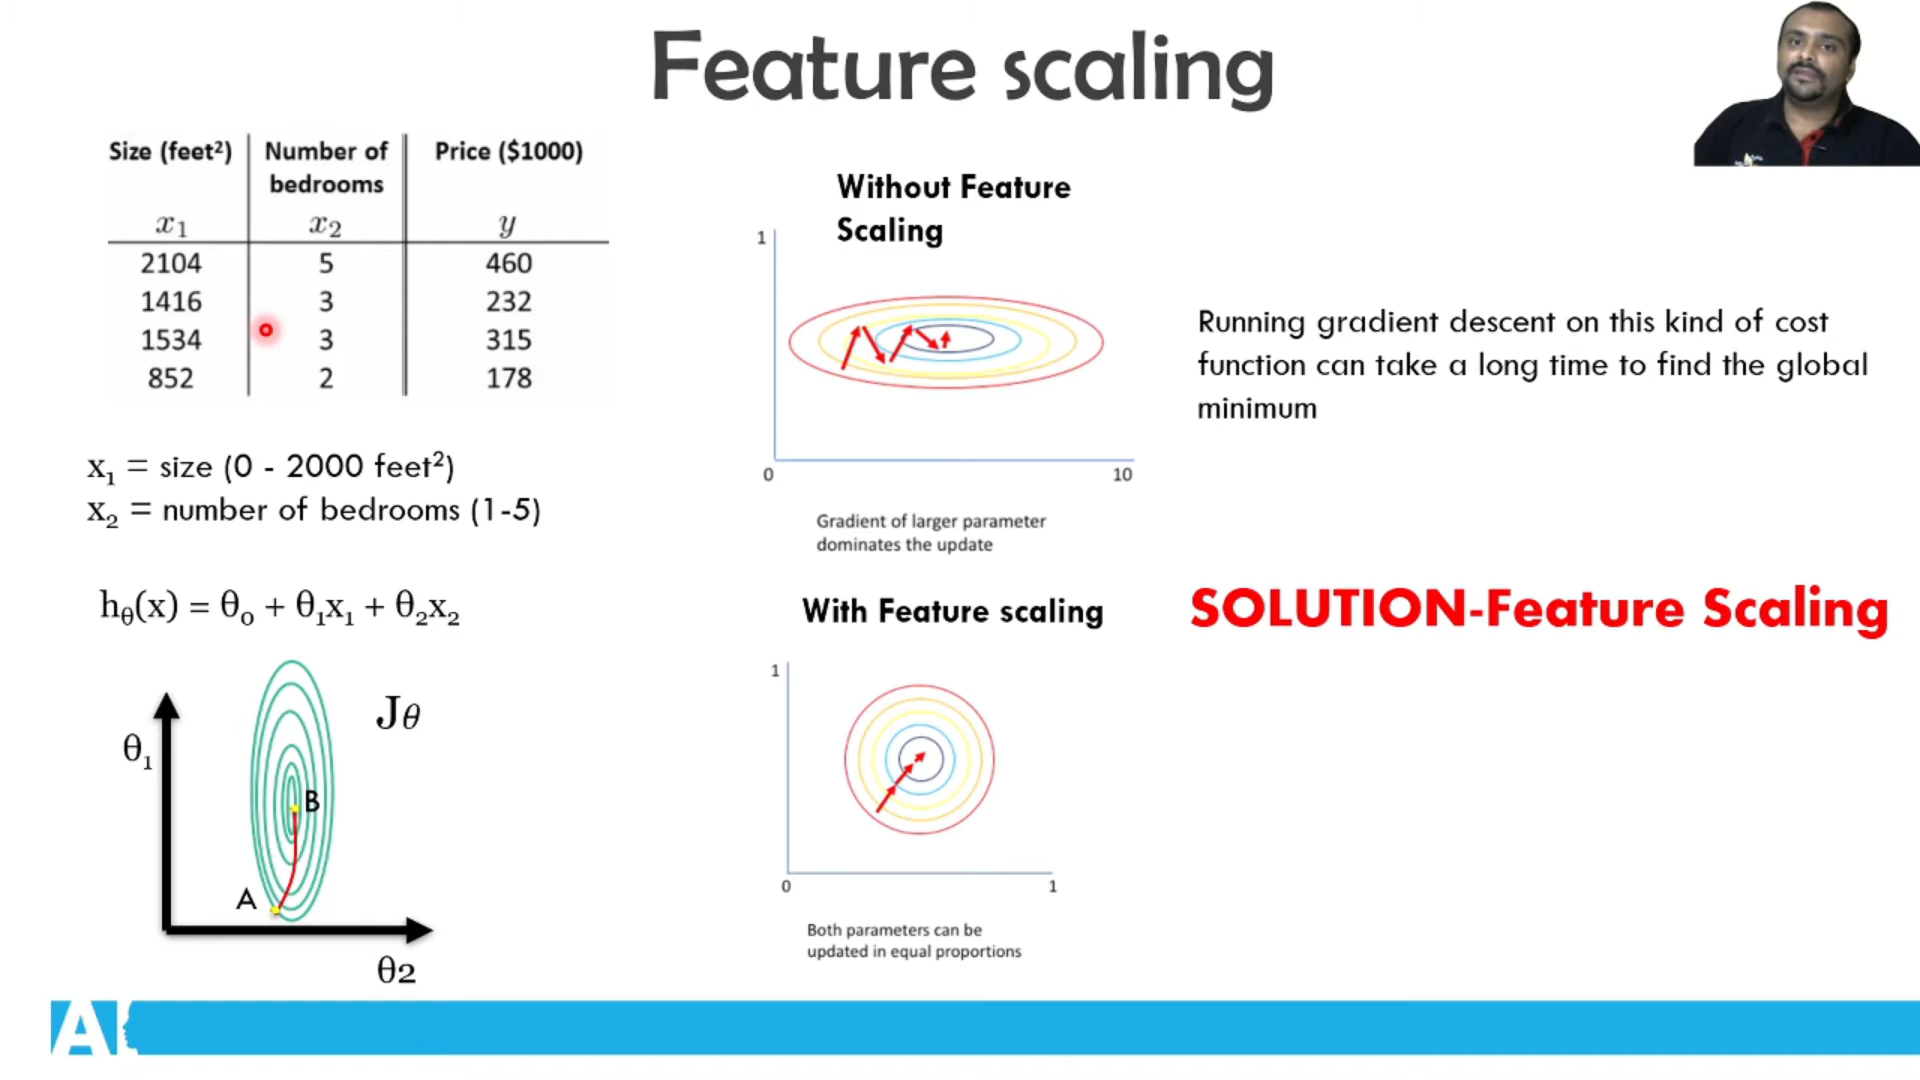 Feature scaling
Size (feet²) Number of bedrooms Price ($1000)
x₁ x₂ y
2104 5 460
1416 3 232
1534 3 315
852 2 178
x₁ = size (0 - 2000 feet²)
x₂ = number of bedrooms (1-5)
hθ(x) = θ₀ + θ₁x₁ + θ₂x₂
Jθ
θ₁
B
A
θ2
Without Feature
Scaling
1
0 10
Gradient of larger parameter
dominates the update
With Feature scaling
1
0 1
Both parameters can be
updated in equal proportions
Running gradient descent on this kind of cost
function can take a long time to find the global
minimum
SOLUTION-Feature Scaling
AI